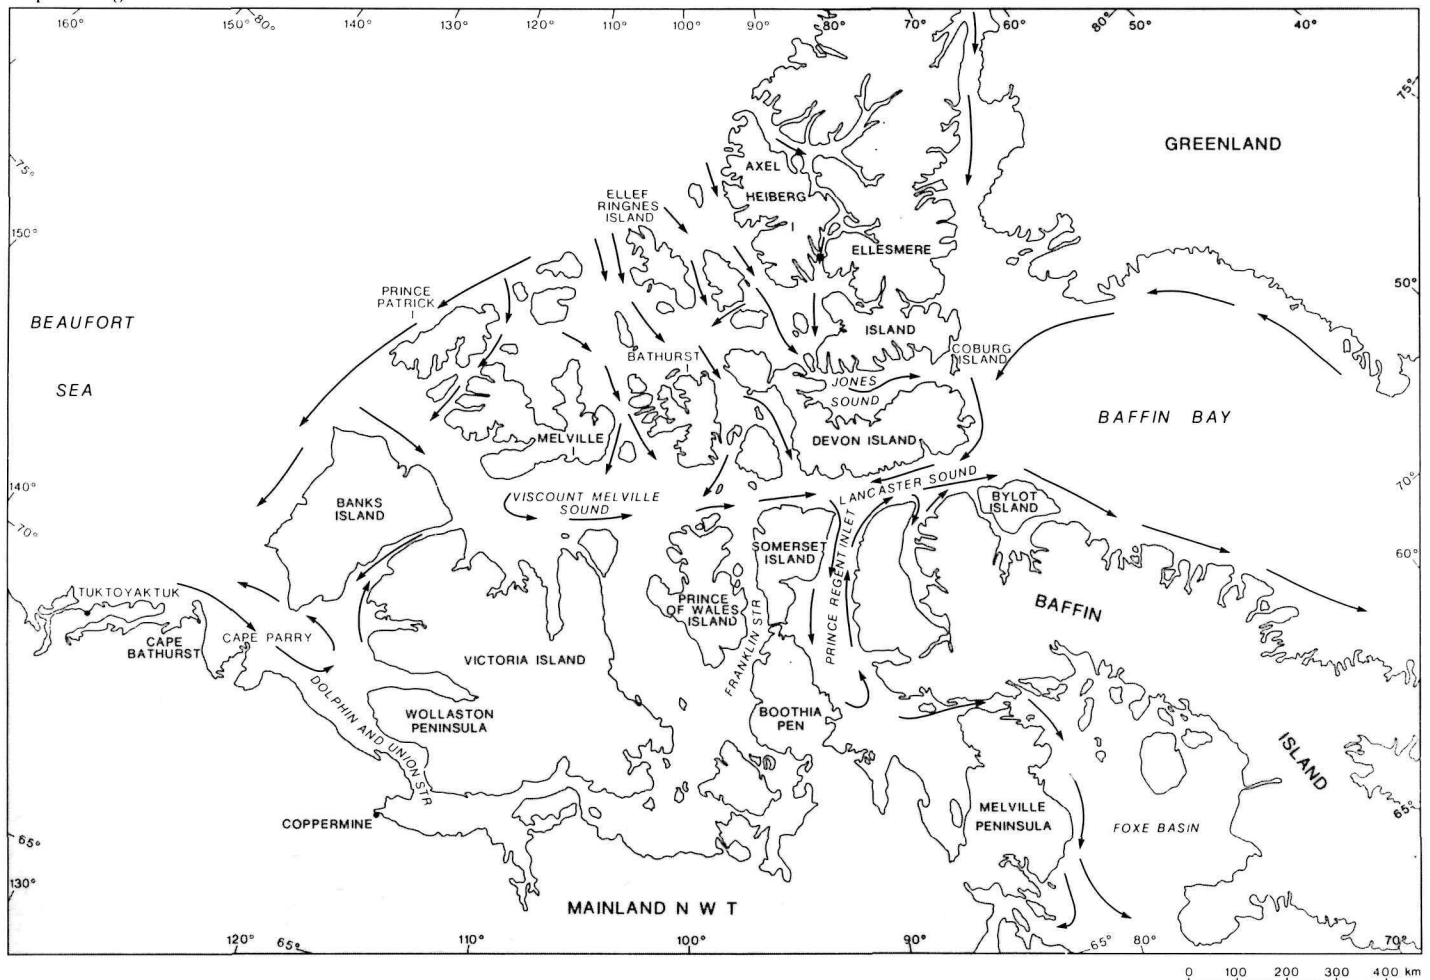 160°
150°
80°
140°
130°
120°
110°
100°
90°
80°
70°
60°
80°
50°
40°
75°
75°
GREENLAND
AXEL
HEIBERG
ELLEF
RINGNES
ISLAND
150°
ELLESMERE
PRINCE
PATRICK
50°
BEAUFORT
SEA
ISLAND
BATHURST
COBURG
ISLAND
JONES
SOUND
BAFFIN BAY
MELVILLE
DEVON ISLAND
140°
70°
70°
LANCASTER SOUND
VISCOUNT MELVILLE
SOUND
BANKS
ISLAND
BYLOT
ISLAND
SOMERSET
ISLAND
PRINCE REGENT INLET
60°
TUKTOYAKTUK
PRINCE
OF WALES
ISLAND
BAFFIN
CAPE
BATHURST
CAPE PARRY
VICTORIA ISLAND
FRANKLIN STR
DOLPHIN AND UNION STR
WOLLASTON
PENINSULA
BOOTHIA
PEN
ISLAND
COPPERMINE
MELVILLE
PENINSULA
FOXE BASIN
65°
65°
130°
MAINLAND N W T
120°
65°
110°
100°
90°
65°
80°
70°
0 100 200 300 400 km